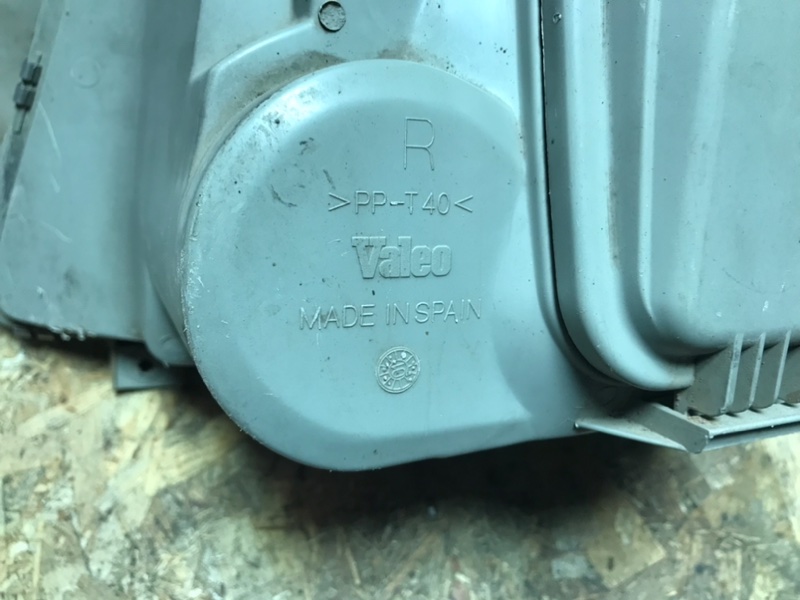 R
>PP-T40<
Valeo
MADE IN SPAIN